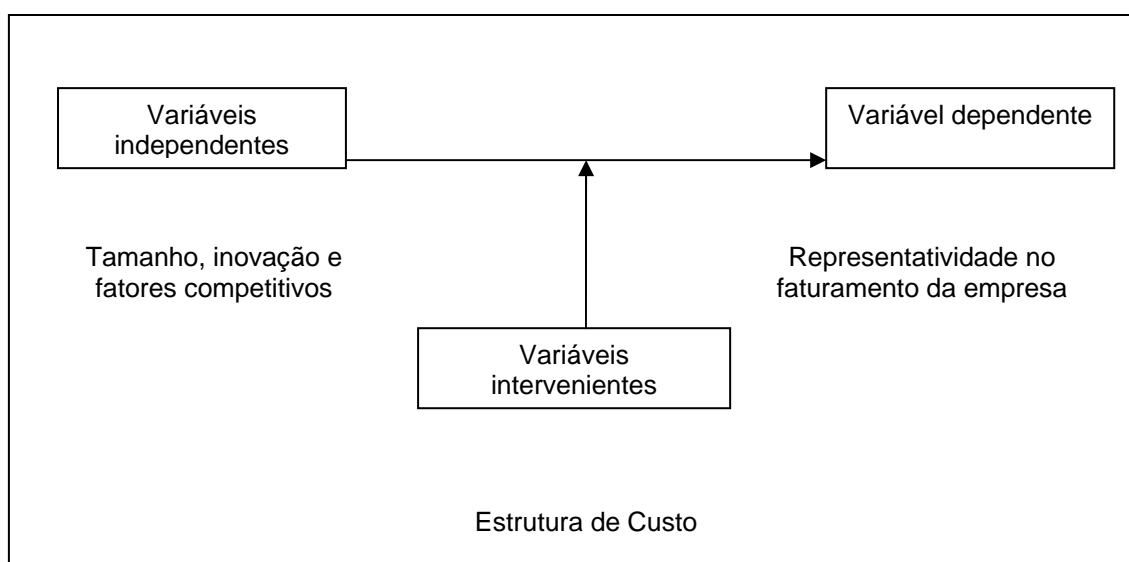 Variáveis
independentes
Variável dependente
Tamanho, inovação e
fatores competitivos
Representatividade no
faturamento da empresa
Variáveis
intervenientes
Estrutura de Custo